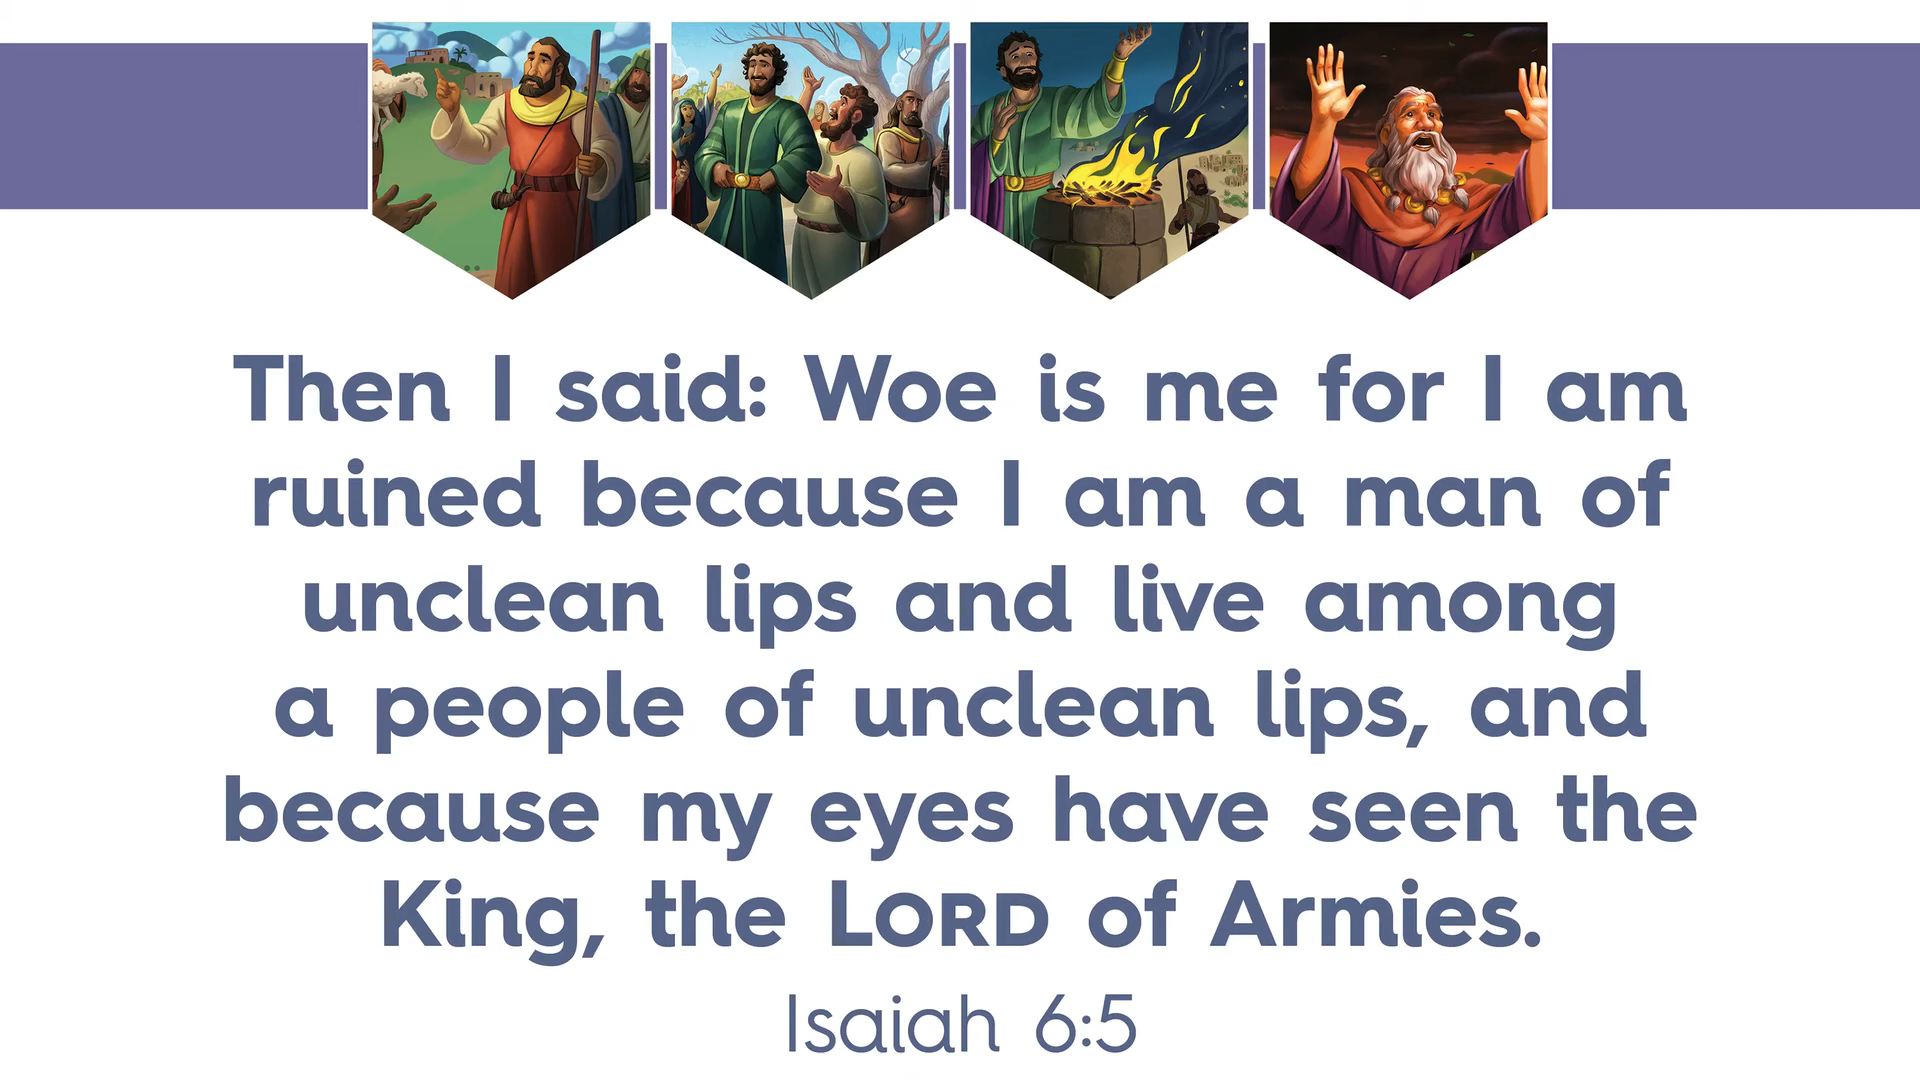 Then I said: Woe is me for I am
ruined because I am a man of
unclean lips and live among
a people of unclean lips, and
because my eyes have seen the
King, the LORD of Armies.
Isaiah 6:5